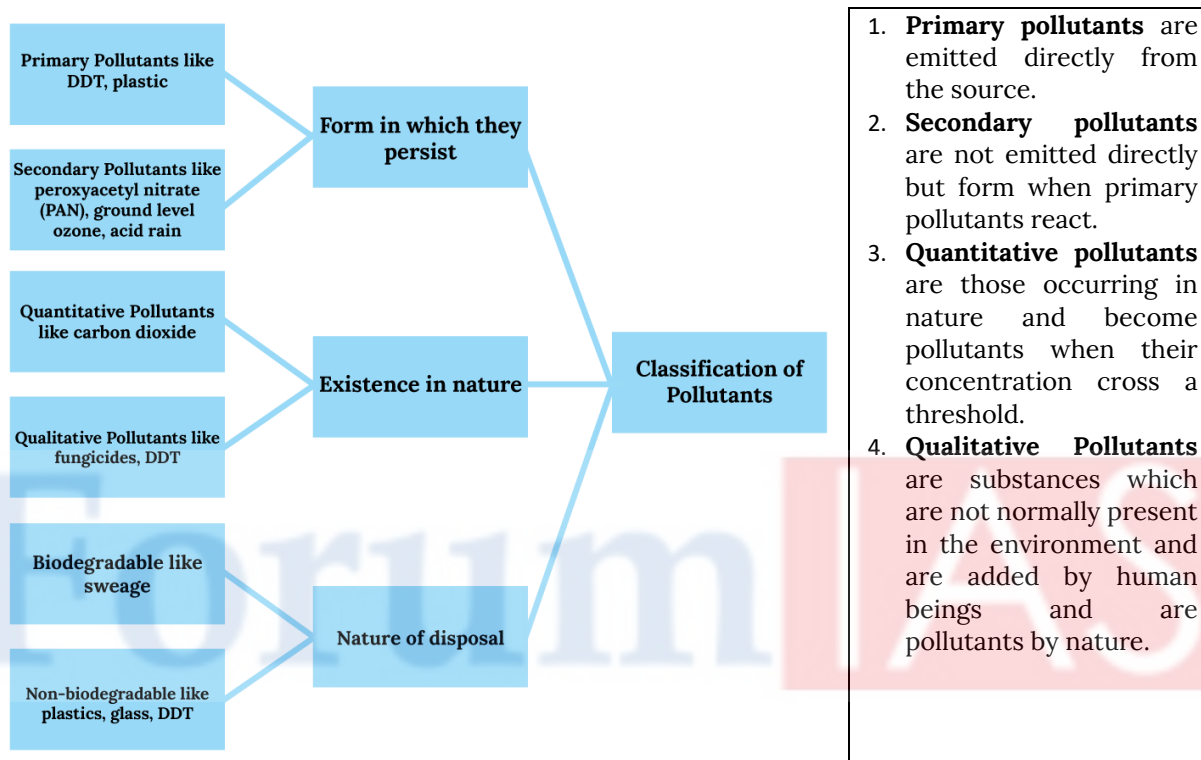 Primary Pollutants like
DDT, plastic
Secondary Pollutants like
peroxyacetyl nitrate
(PAN), ground level
ozone, acid rain
Quantitative Pollutants
like carbon dioxide
Qualitative Pollutants like
fungicides, DDT
Biodegradable like
sweage
Non-biodegradable like
plastics, glass, DDT
Form in which they
persist
Existence in nature
Nature of disposal
Classification of
Pollutants
1. Primary pollutants are
emitted directly from
the source.
2. Secondary pollutants
are not emitted directly
but form when primary
pollutants react.
3. Quantitative pollutants
are those occurring in
nature and become
pollutants when their
concentration cross a
threshold.
4. Qualitative Pollutants
are substances which
are not normally present
in the environment and
are added by human
beings and are
pollutants by nature.
Forum IAS